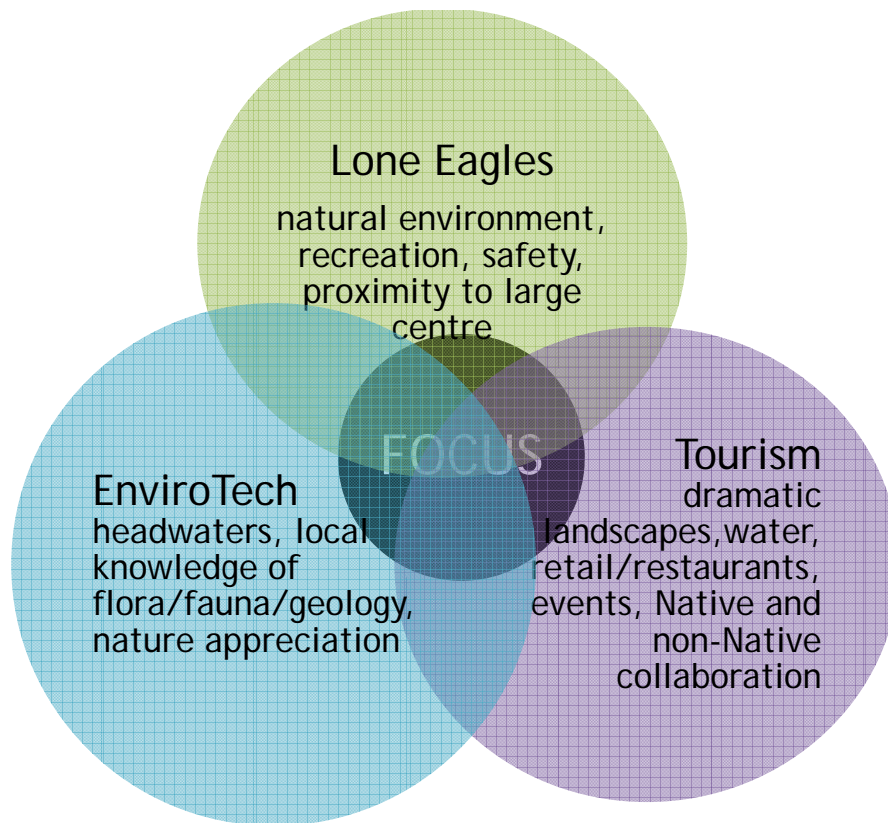 Lone Eagles
natural environment,
recreation, safety,
proximity to large
centre
FOCUS
EnviroTech
headwaters, local
knowledge of
flora/fauna/geology,
nature appreciation
Tourism
dramatic
landscapes,water,
retail/restaurants,
events, Native and
non-Native
collaboration